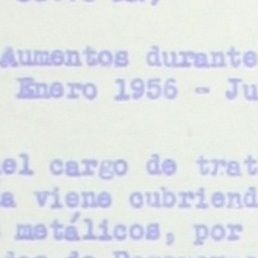 Aumentos durante
Enero 1956 - Ju
el cargo de trat
a viene cubriend
metálicos, por